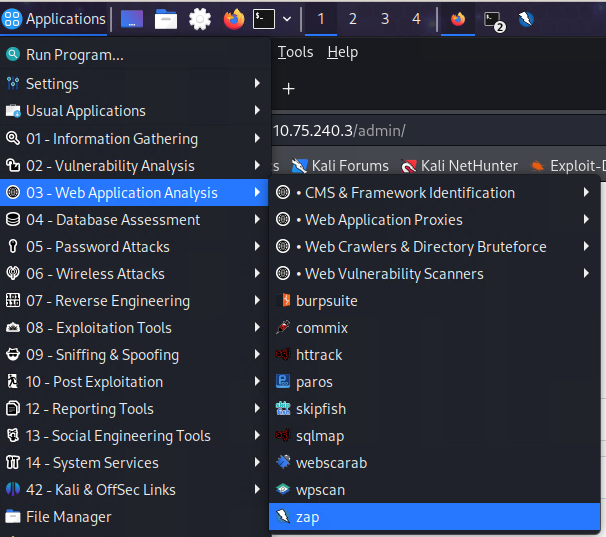 Applications 1 2 3 4 2
Run Program...
Tools Help
Settings
Usual Applications
01 - Information Gathering
10.75.240.3/admin/
02 - Vulnerability Analysis
s Kali Forums Kali NetHunter Exploit-D
03 - Web Application Analysis
04 - Database Assessment
05 - Password Attacks
06 - Wireless Attacks
07 - Reverse Engineering
08 - Exploitation Tools
09 - Sniffing & Spoofing
10 - Post Exploitation
12 - Reporting Tools
13 - Social Engineering Tools
14 - System Services
42 - Kali & OffSec Links
File Manager
• CMS & Framework Identification
• Web Application Proxies
• Web Crawlers & Directory Bruteforce
• Web Vulnerability Scanners
burpsuite
commix
httrack
paros
skipfish
sqlmap
webscarab
wpscan
zap